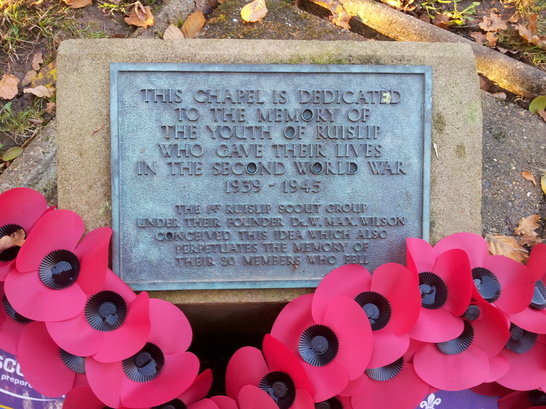 THIS CHAPEL IS DEDICATED
TO THE MEMORY OF
THE YOUTH OF RUISLIP
WHO GAVE THEIR LIVES
IN THE SECOND WORLD WAR
1939 - 1945
THE 1ST RUISLIP SCOUT GROUP
UNDER THEIR FOUNDER DR. W. MAX. WILSON
CONCEIVED THIS IDEA WHICH ALSO
PERPETUATES THE MEMORY OF
THEIR 20 MEMBERS WHO FELL
prepared